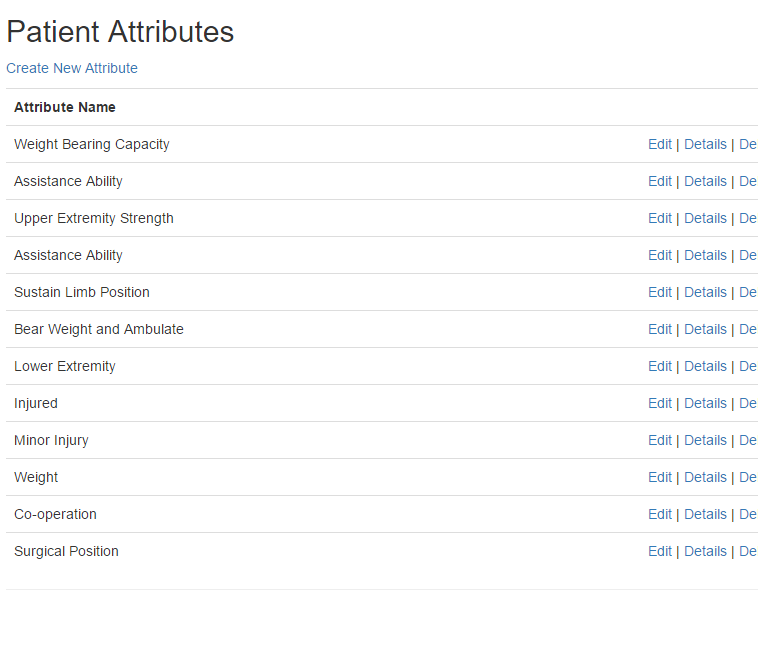 Patient Attributes
Create New Attribute
Attribute Name
Weight Bearing Capacity Edit | Details | De
Assistance Ability Edit | Details | De
Upper Extremity Strength Edit | Details | De
Assistance Ability Edit | Details | De
Sustain Limb Position Edit | Details | De
Bear Weight and Ambulate Edit | Details | De
Lower Extremity Edit | Details | De
Injured Edit | Details | De
Minor Injury Edit | Details | De
Weight Edit | Details | De
Co-operation Edit | Details | De
Surgical Position Edit | Details | De